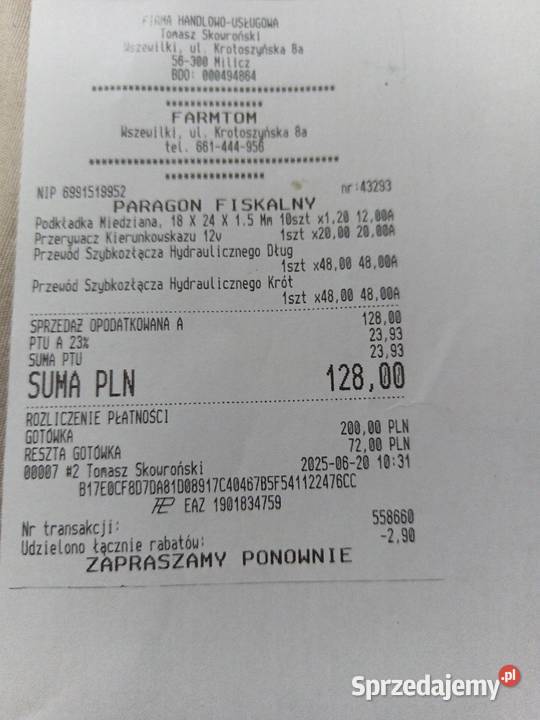 FIRMA HANDLOWO-USŁUGOWA
Tomasz Skowroński
Wszewilki, ul. Krotoszyńska 8a
56-300 Milicz
BDO: 000494864
************************************
****************
FARMTOM
Wszewilki, ul. Krotoszyńska 8a
tel. 661-444-956
************************************
****************
NIP 6991519952 nr:43293
PARAGON FISKALNY
Podkładka Miedziana, 18 X 24 X 1.5 Mm 10szt x1,20 12,00A
Przerywacz Kierunkowskazu 12v 1szt x20,00 20,00A
Przewód Szybkozłącza Hydraulicznego Dług
1szt x48,00 48,00A
Przewód Szybkozłącza Hydraulicznego Krót
1szt x48,00 48,00A
SPRZEDAŻ OPODATKOWANA A 128,00
PTU A 23% 23,93
SUMA PTU 23,93
SUMA PLN 128,00
ROZLICZENIE PŁATNOŚCI
GOTÓWKA 200,00 PLN
RESZTA GOTÓWKA 72,00 PLN
00007 #2 Tomasz Skowroński 2025-06-20 10:31
B17E0CF8D7DA81D08917C40467B5F541122476CC
EAZ 1901834759
Nr transakcji: 558660
Udzielono łącznie rabatów: -2,90
ZAPRASZAMY PONOWNIE
Sprzedajemy.pl